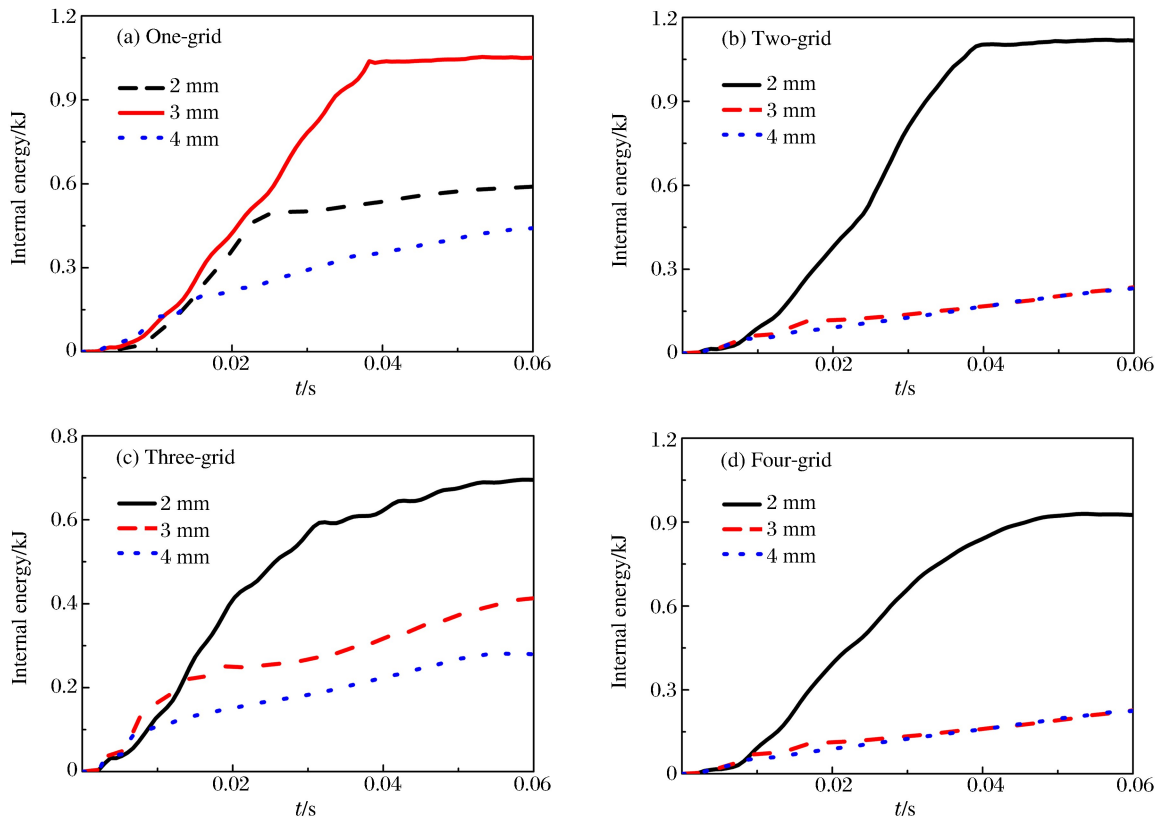 1.2
(a) One-grid
2 mm
3 mm
4 mm
0.9
0.6
0.3
0
Internal energy/kJ
0.02
0.04
0.06
t/s
1.2
(b) Two-grid
2 mm
3 mm
4 mm
0.9
0.6
0.3
0
Internal energy/kJ
0.02
0.04
0.06
t/s
0.8
(c) Three-grid
2 mm
3 mm
4 mm
0.6
0.4
0.2
0
Internal energy/kJ
0.02
0.04
0.06
t/s
1.2
(d) Four-grid
2 mm
3 mm
4 mm
0.9
0.6
0.3
0
Internal energy/kJ
0.02
0.04
0.06
t/s